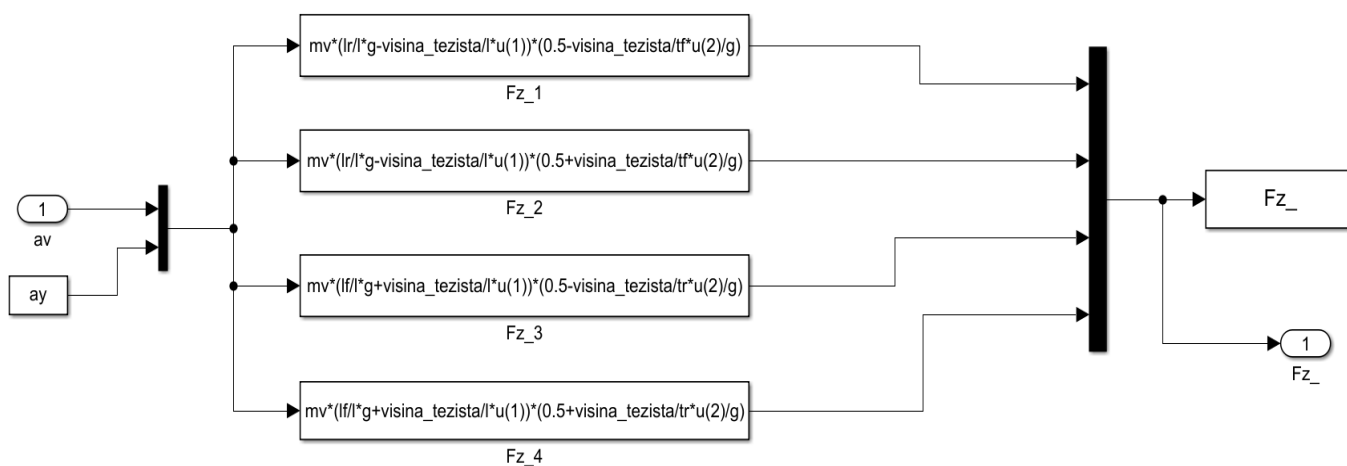 mv*(lr/l*g-visina_tezista/l*u(1))*(0.5-visina_tezista/tf*u(2)/g)
Fz_1
mv*(lr/l*g-visina_tezista/l*u(1))*(0.5+visina_tezista/tf*u(2)/g)
Fz_2
1
av
ay
mv*(lf/l*g+visina_tezista/l*u(1))*(0.5-visina_tezista/tr*u(2)/g)
Fz_3
mv*(lf/l*g+visina_tezista/l*u(1))*(0.5+visina_tezista/tr*u(2)/g)
Fz_4
Fz_
1
Fz_